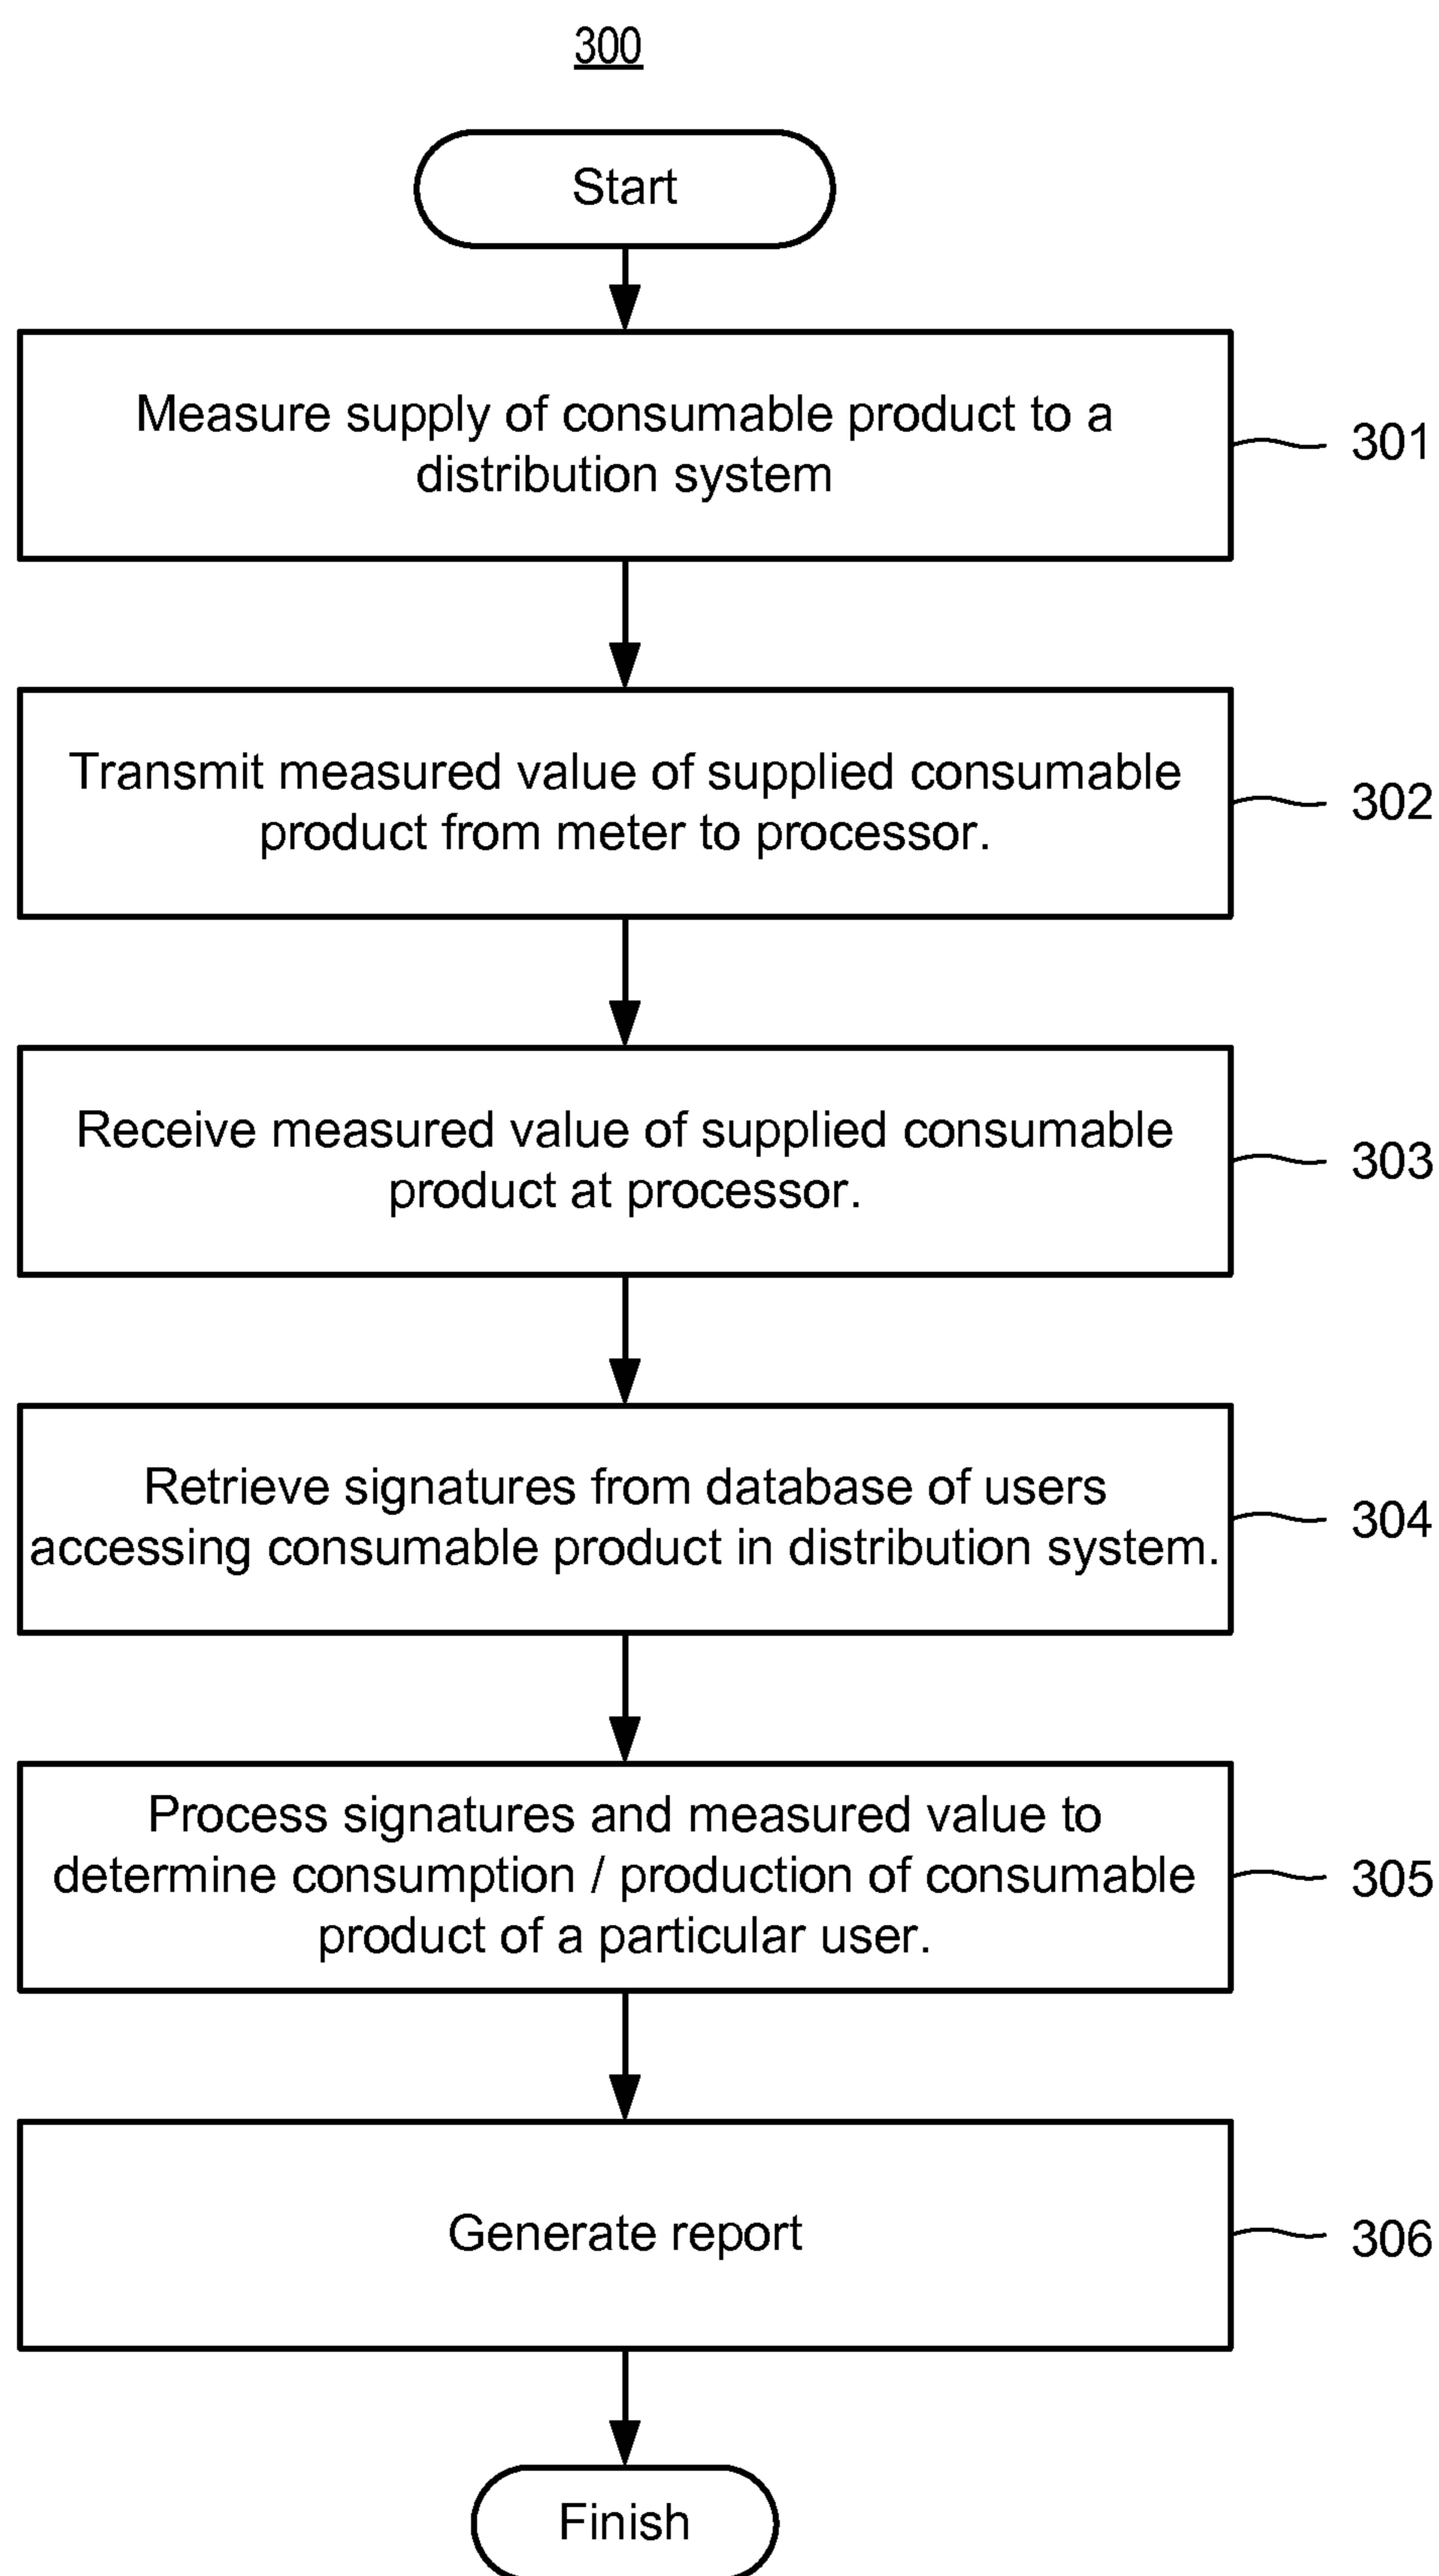 300
Start
Measure supply of consumable product to a
distribution system
301
Transmit measured value of supplied consumable
product from meter to processor.
302
Receive measured value of supplied consumable
product at processor.
303
Retrieve signatures from database of users
accessing consumable product in distribution system.
304
Process signatures and measured value to
determine consumption / production of consumable
product of a particular user.
305
Generate report
306
Finish